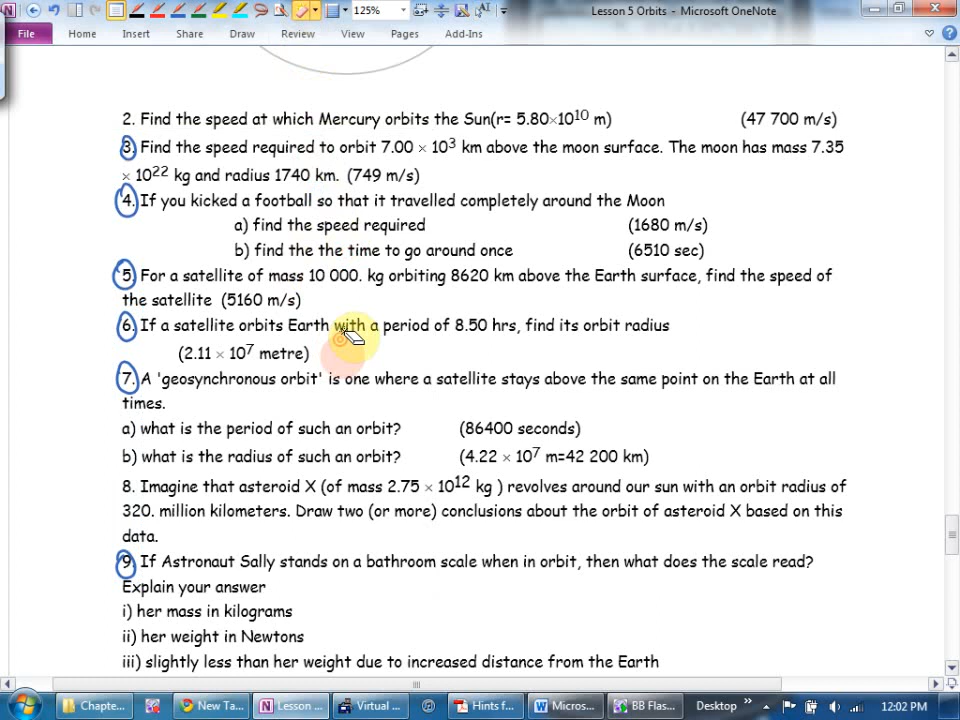 125%
Lesson 5 Orbits - Microsoft OneNote
File Home Insert Share Draw Review View Pages Add-Ins
2. Find the speed at which Mercury orbits the Sun(r= 5.80×10¹⁰ m) (47 700 m/s)
3. Find the speed required to orbit 7.00 × 10³ km above the moon surface. The moon has mass 7.35
× 10²² kg and radius 1740 km. (749 m/s)
4. If you kicked a football so that it travelled completely around the Moon
a) find the speed required (1680 m/s)
b) find the the time to go around once (6510 sec)
5. For a satellite of mass 10 000. kg orbiting 8620 km above the Earth surface, find the speed of
the satellite (5160 m/s)
6. If a satellite orbits Earth with a period of 8.50 hrs, find its orbit radius
(2.11 × 10⁷ metre)
7. A 'geosynchronous orbit' is one where a satellite stays above the same point on the Earth at all
times.
a) what is the period of such an orbit? (86400 seconds)
b) what is the radius of such an orbit? (4.22 × 10⁷ m=42 200 km)
8. Imagine that asteroid X (of mass 2.75 × 10¹² kg ) revolves around our sun with an orbit radius of
320. million kilometers. Draw two (or more) conclusions about the orbit of asteroid X based on this
data.
9. If Astronaut Sally stands on a bathroom scale when in orbit, then what does the scale read?
Explain your answer
i) her mass in kilograms
ii) her weight in Newtons
iii) slightly less than her weight due to increased distance from the Earth
Chapte... New Ta... Lesson ... Virtual ... Hints f... Micros... BB Flas... Desktop » 12:02 PM